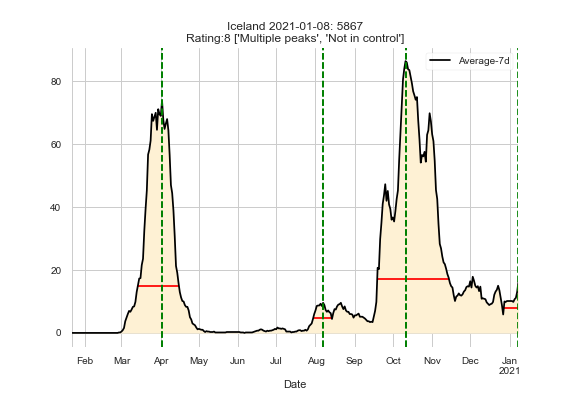 Iceland 2021-01-08: 5867
Rating:8 ['Multiple peaks', 'Not in control']
Average-7d
80
60
40
20
0
Feb Mar Apr May Jun Jul Aug Sep Oct Nov Dec Jan
2021
Date